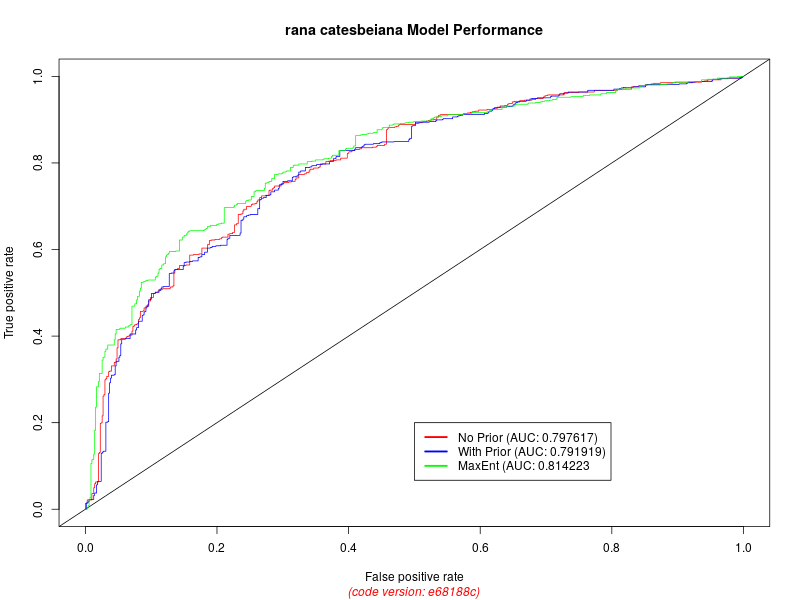 rana catesbeiana Model Performance
True positive rate
1.0
0.8
0.6
0.4
0.2
0.0
No Prior (AUC: 0.797617)
With Prior (AUC: 0.791919)
MaxEnt (AUC: 0.814223
0.0 0.2 0.4 0.6 0.8 1.0
False positive rate
(code version: e68188c)